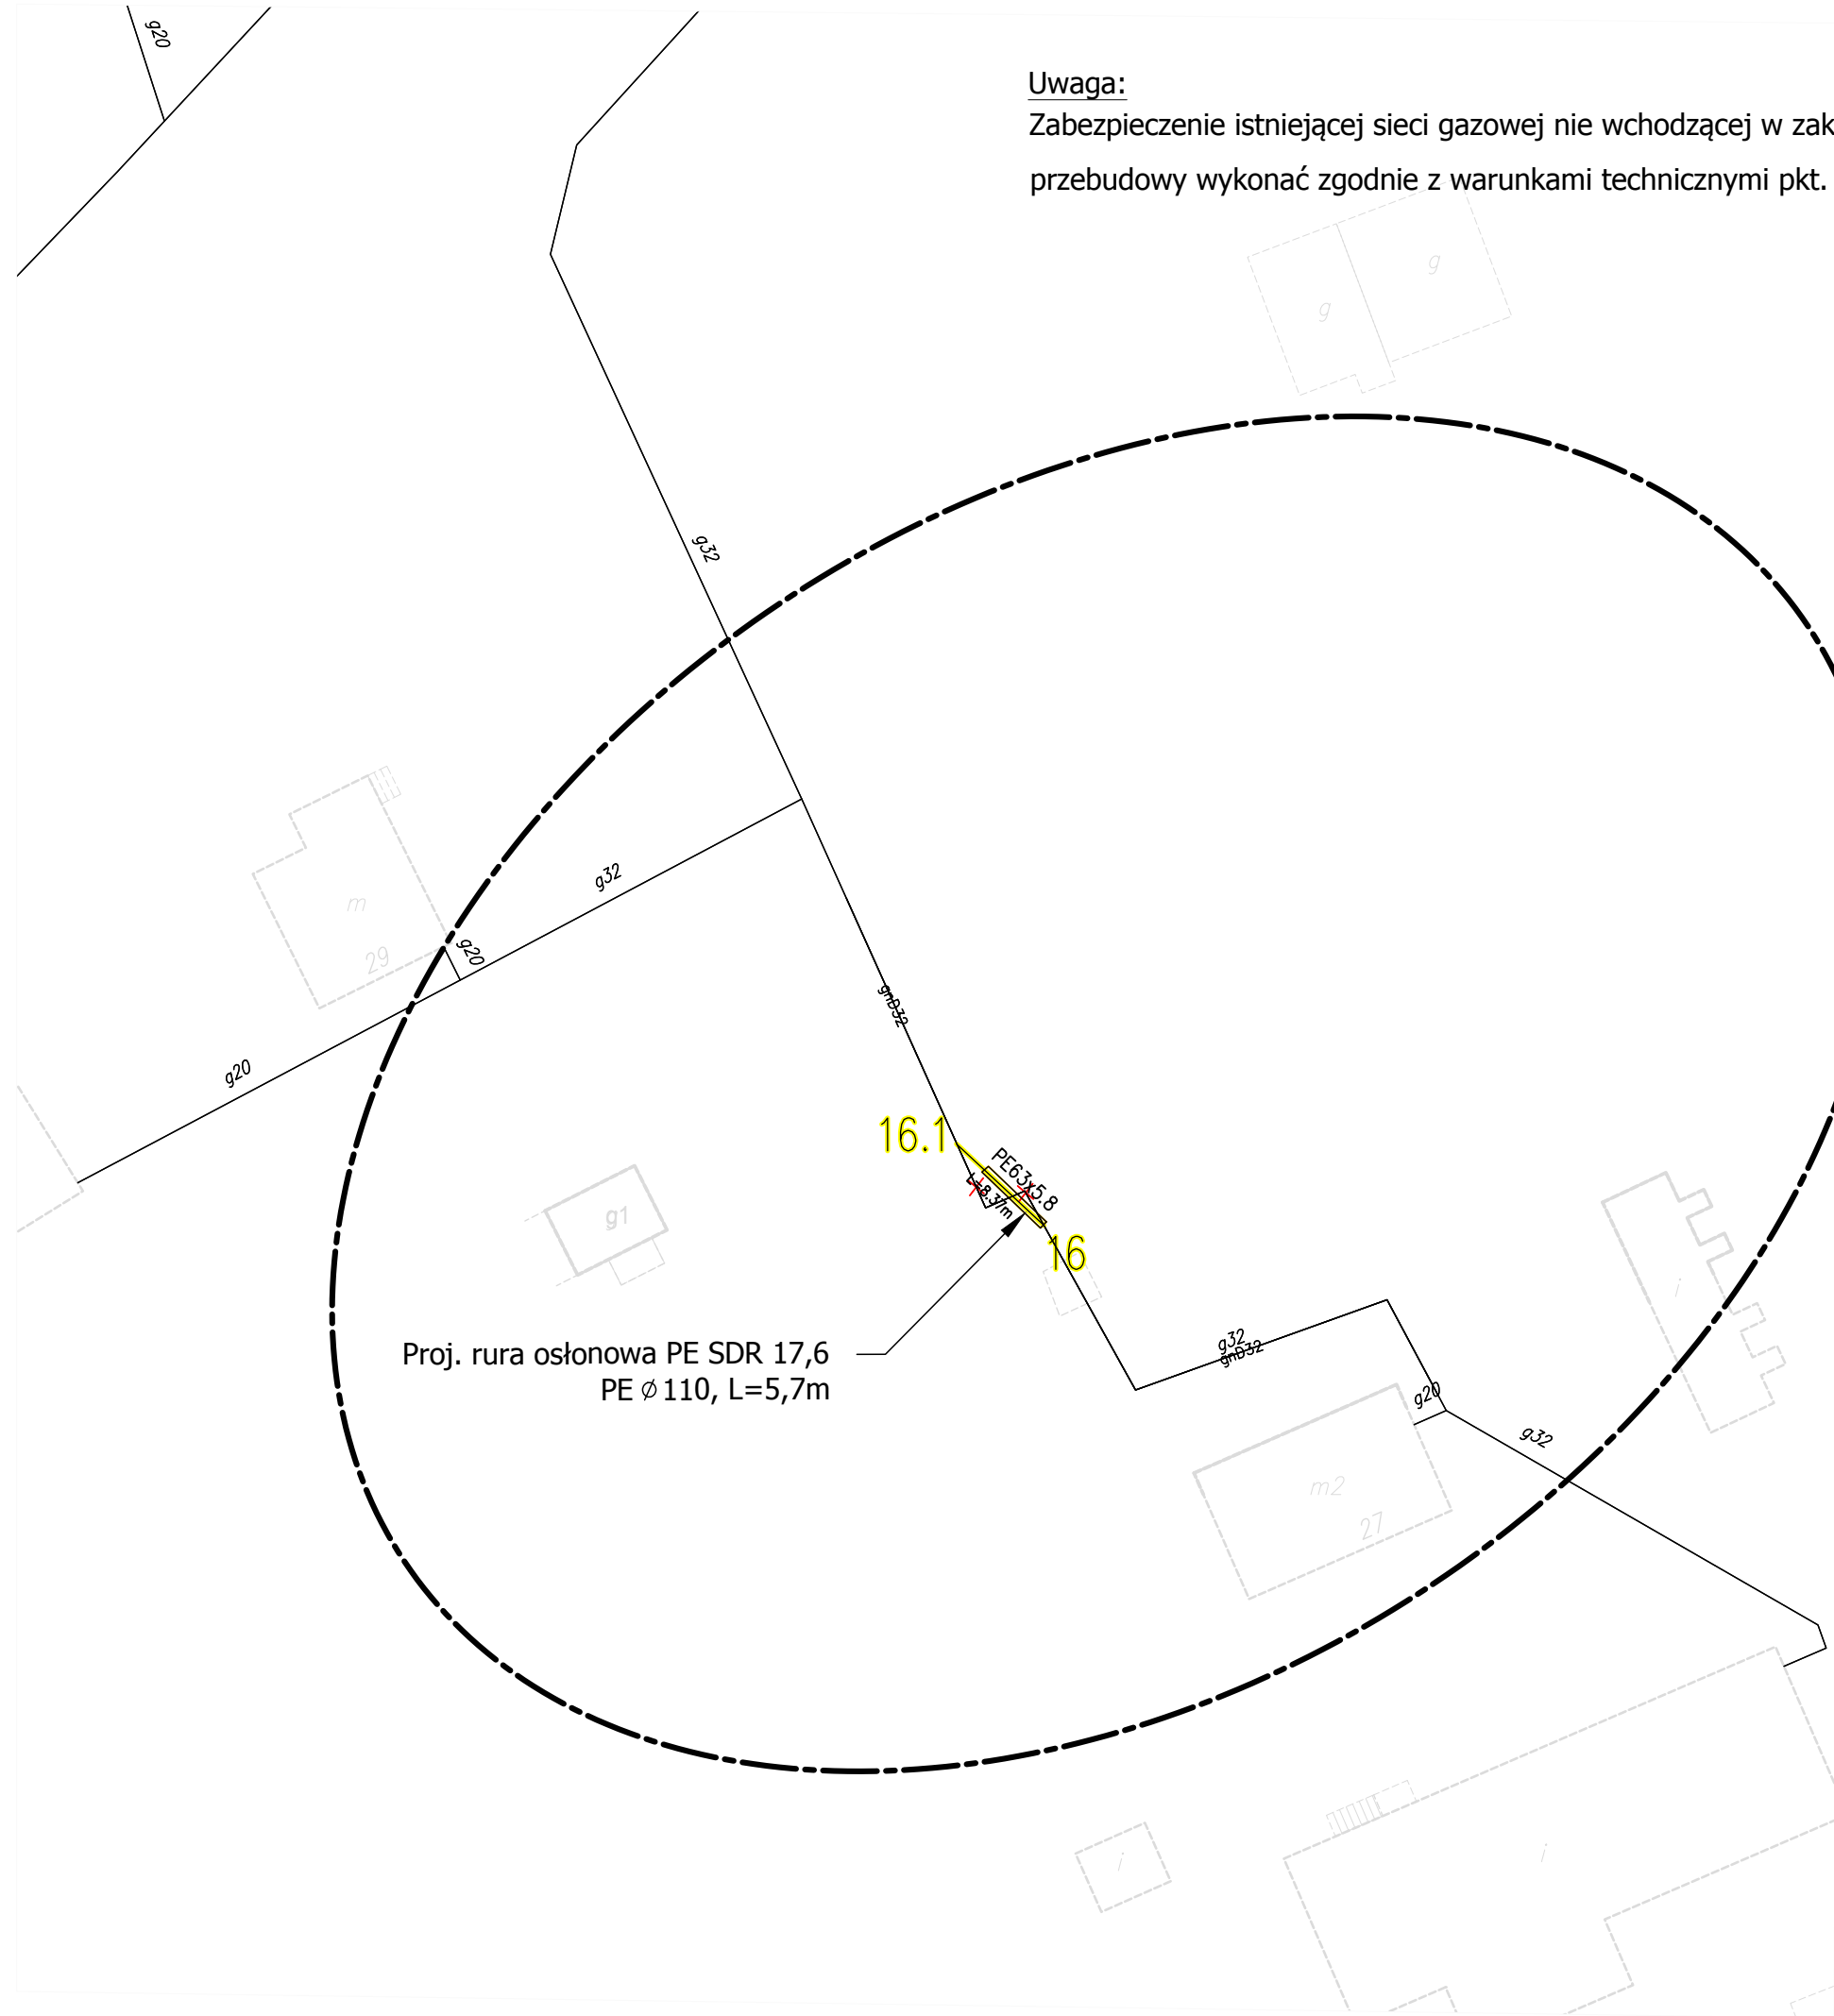 g20
Uwaga:
Zabezpieczenie istniejącej sieci gazowej nie wchodzącej w zak
przebudowy wykonać zgodnie z warunkami technicznymi pkt.
g
g
g32
g32
m
29
g20
gnD32
g20
16.1
PE63x5.8
L=8.37m
g1
16
i
Proj. rura osłonowa PE SDR 17,6
PE ⌀110, L=5,7m
g32
gnD32
g20
g32
m2
27
i
i